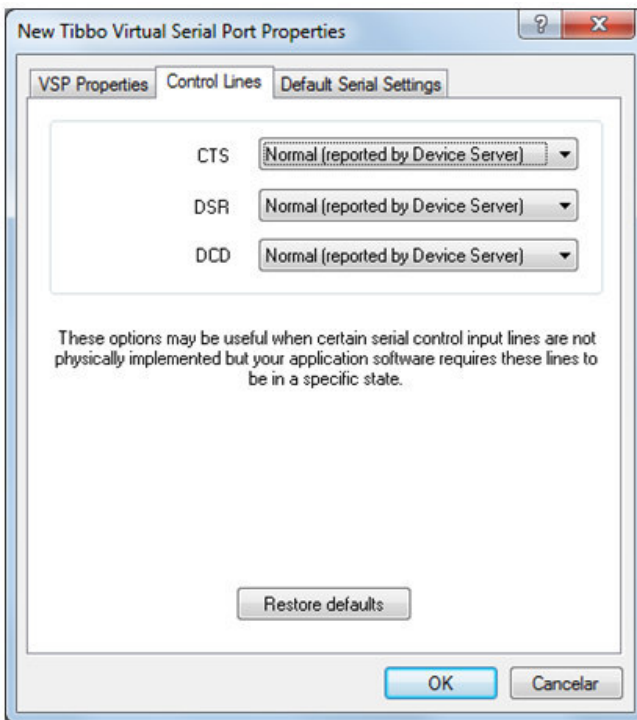 New Tibbo Virtual Serial Port Properties
VSP Properties
Control Lines
Default Serial Settings
CTS
Normal (reported by Device Server)
DSR
Normal (reported by Device Server)
DCD
Normal (reported by Device Server)
These options may be useful when certain serial control input lines are not
physically implemented but your application software requires these lines to
be in a specific state.
Restore defaults
OK
Cancelar